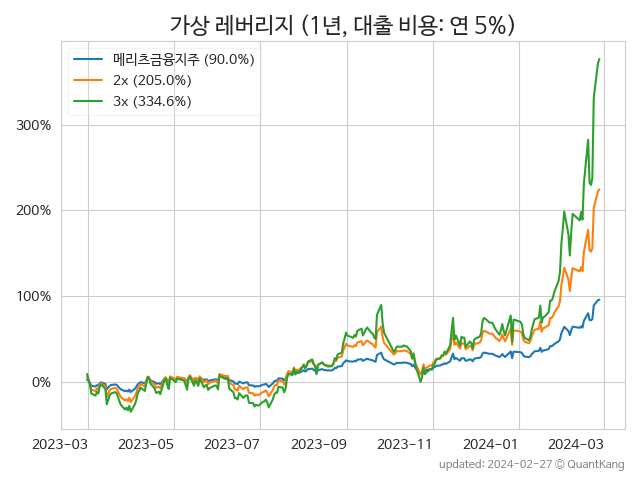 가상 레버리지 (1년, 대출 비용: 연 5%)
메리츠금융지주 (90.0%)
2x (205.0%)
3x (334.6%)
300%
200%
100%
0%
2023-03 2023-05 2023-07 2023-09 2023-11 2024-01 2024-03
updated: 2024-02-27 © QuantKang